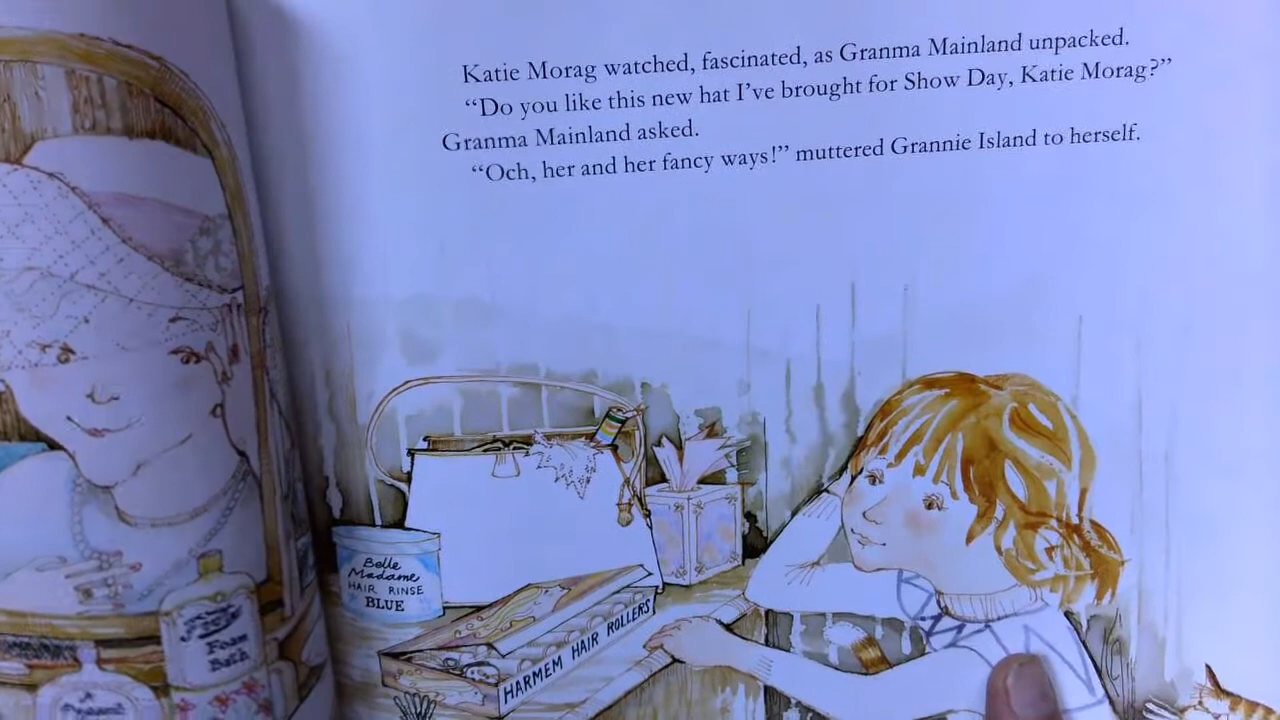 Katie Morag watched, fascinated, as Granma Mainland unpacked.
“Do you like this new hat I’ve brought for Show Day, Katie Morag?”
Granma Mainland asked.
“Och, her and her fancy ways!” muttered Grannie Island to herself.
Belle
Madame
HAIR RINSE
BLUE
HARMEM HAIR ROLLERS
Foam
Bath